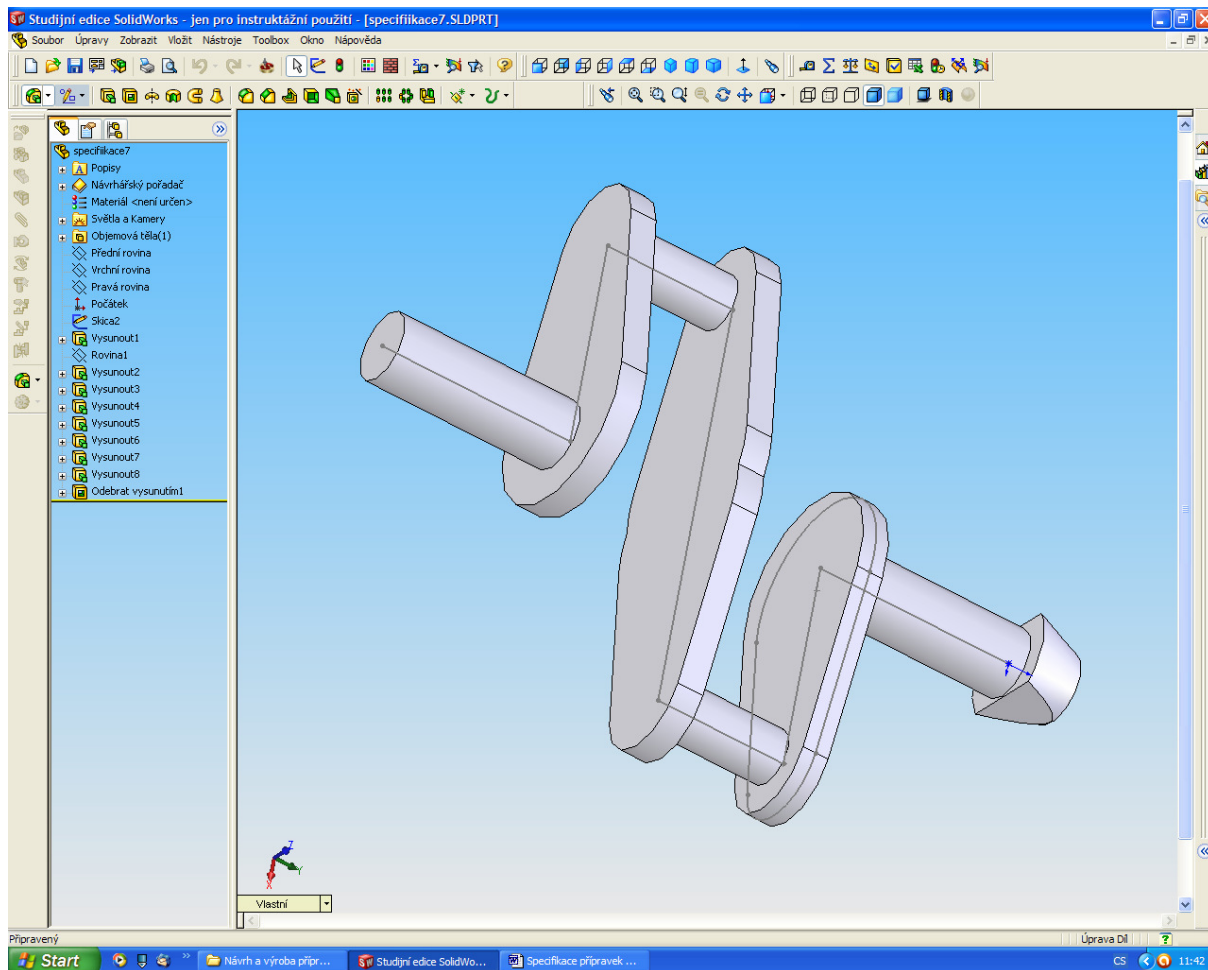 Studijní edice SolidWorks - jen pro instruktážní použití - [specifiikace7.SLDPRT]
Soubor Úpravy Zobrazit Vložit Nástroje Toolbox Okno Nápověda
specifiikace7
A Popisy
Návrhářský pořadač
Materiál <není určen>
Světla a Kamery
Objemová těla(1)
Přední rovina
Vrchní rovina
Pravá rovina
Počátek
Skica2
Vysunout1
Rovina1
Vysunout2
Vysunout3
Vysunout4
Vysunout5
Vysunout6
Vysunout7
Vysunout8
Odebrat vysunutím1
Z
Y
X
Vlastní
Připravený Úprava Díl ?
Start Návrh a výroba přípr... Studijní edice SolidWo... Specifikace přípravek ... CS 11:42